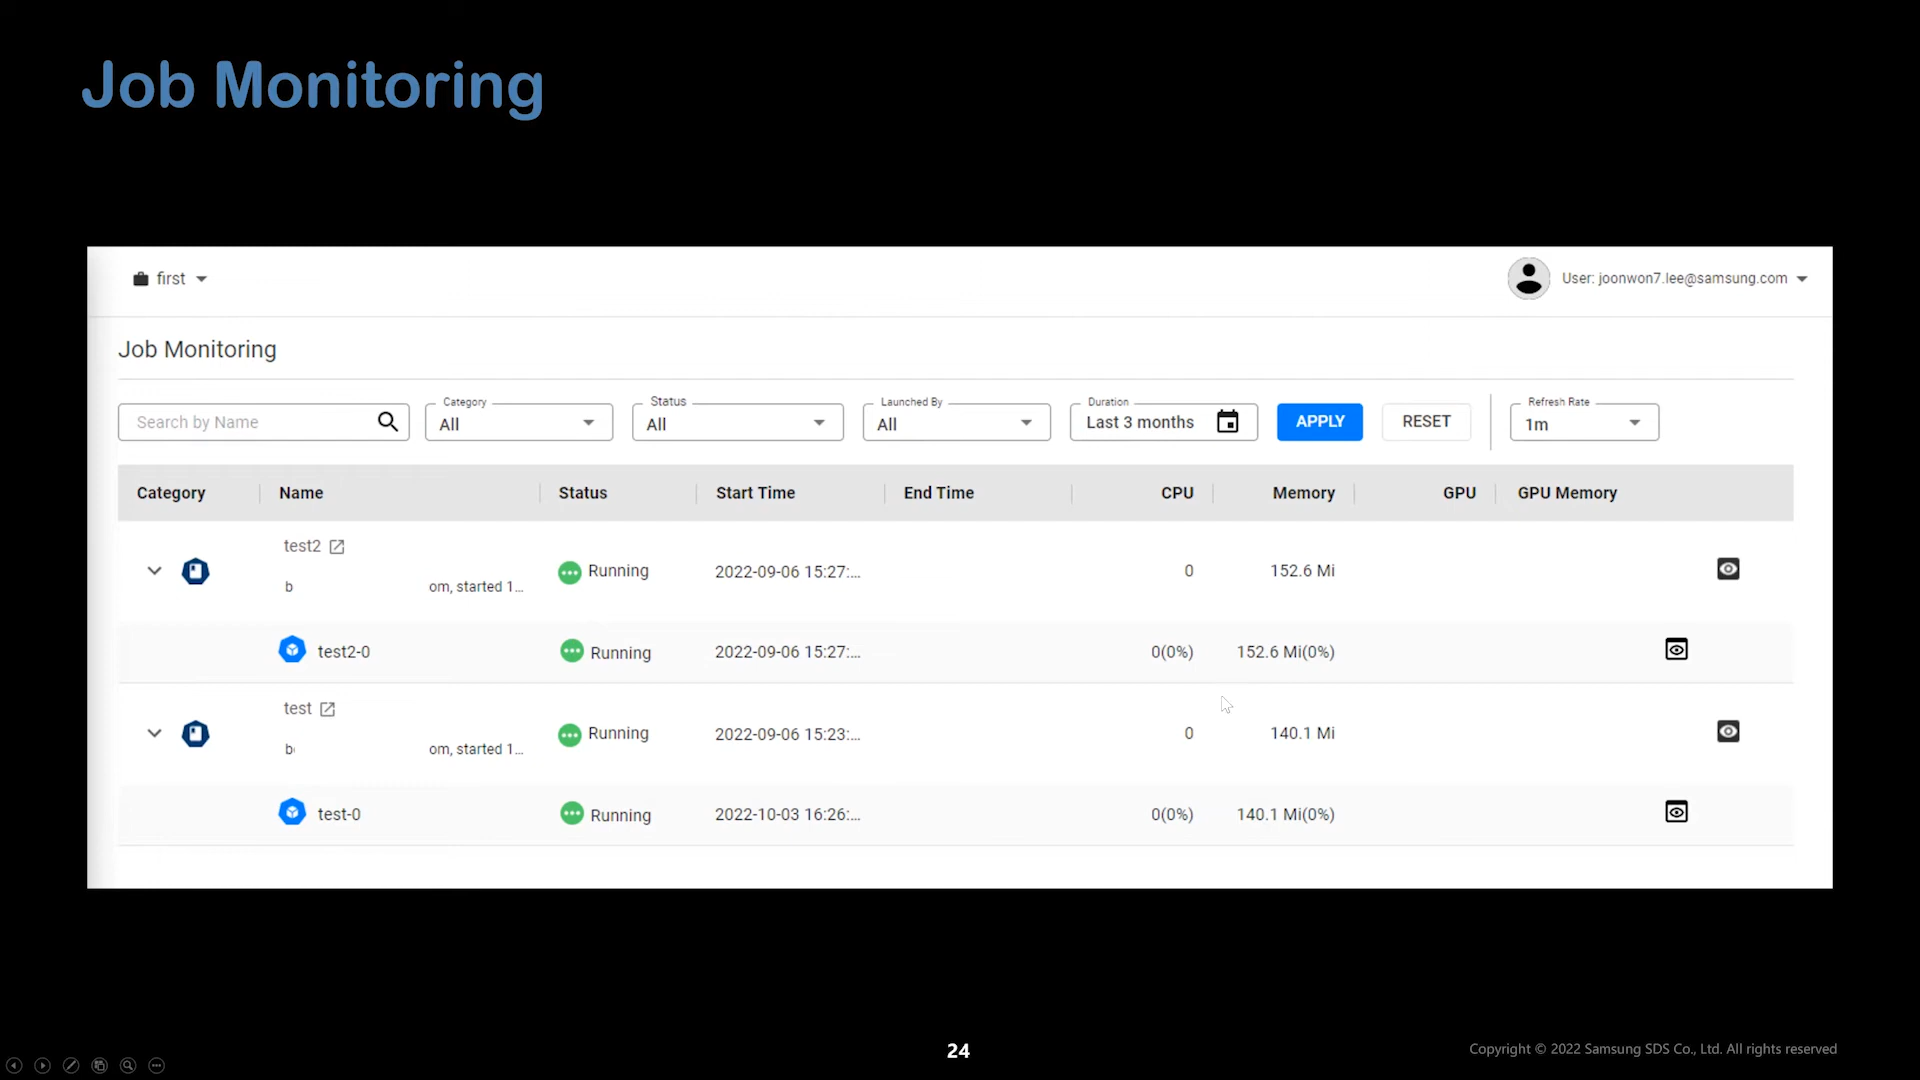 Job Monitoring
first
User: joonwon7.lee@samsung.com
Job Monitoring
Search by Name
Category
All
Status
All
Launched By
All
Duration
Last 3 months
APPLY
RESET
Refresh Rate
1m
Category Name Status Start Time End Time CPU Memory GPU GPU Memory
test2
b om, started 1...
Running 2022-09-06 15:27:... 0 152.6 Mi
test2-0 Running 2022-09-06 15:27:... 0(0%) 152.6 Mi(0%)
test
b om, started 1...
Running 2022-09-06 15:23:... 0 140.1 Mi
test-0 Running 2022-10-03 16:26:... 0(0%) 140.1 Mi(0%)
24
Copyright © 2022 Samsung SDS Co., Ltd. All rights reserved